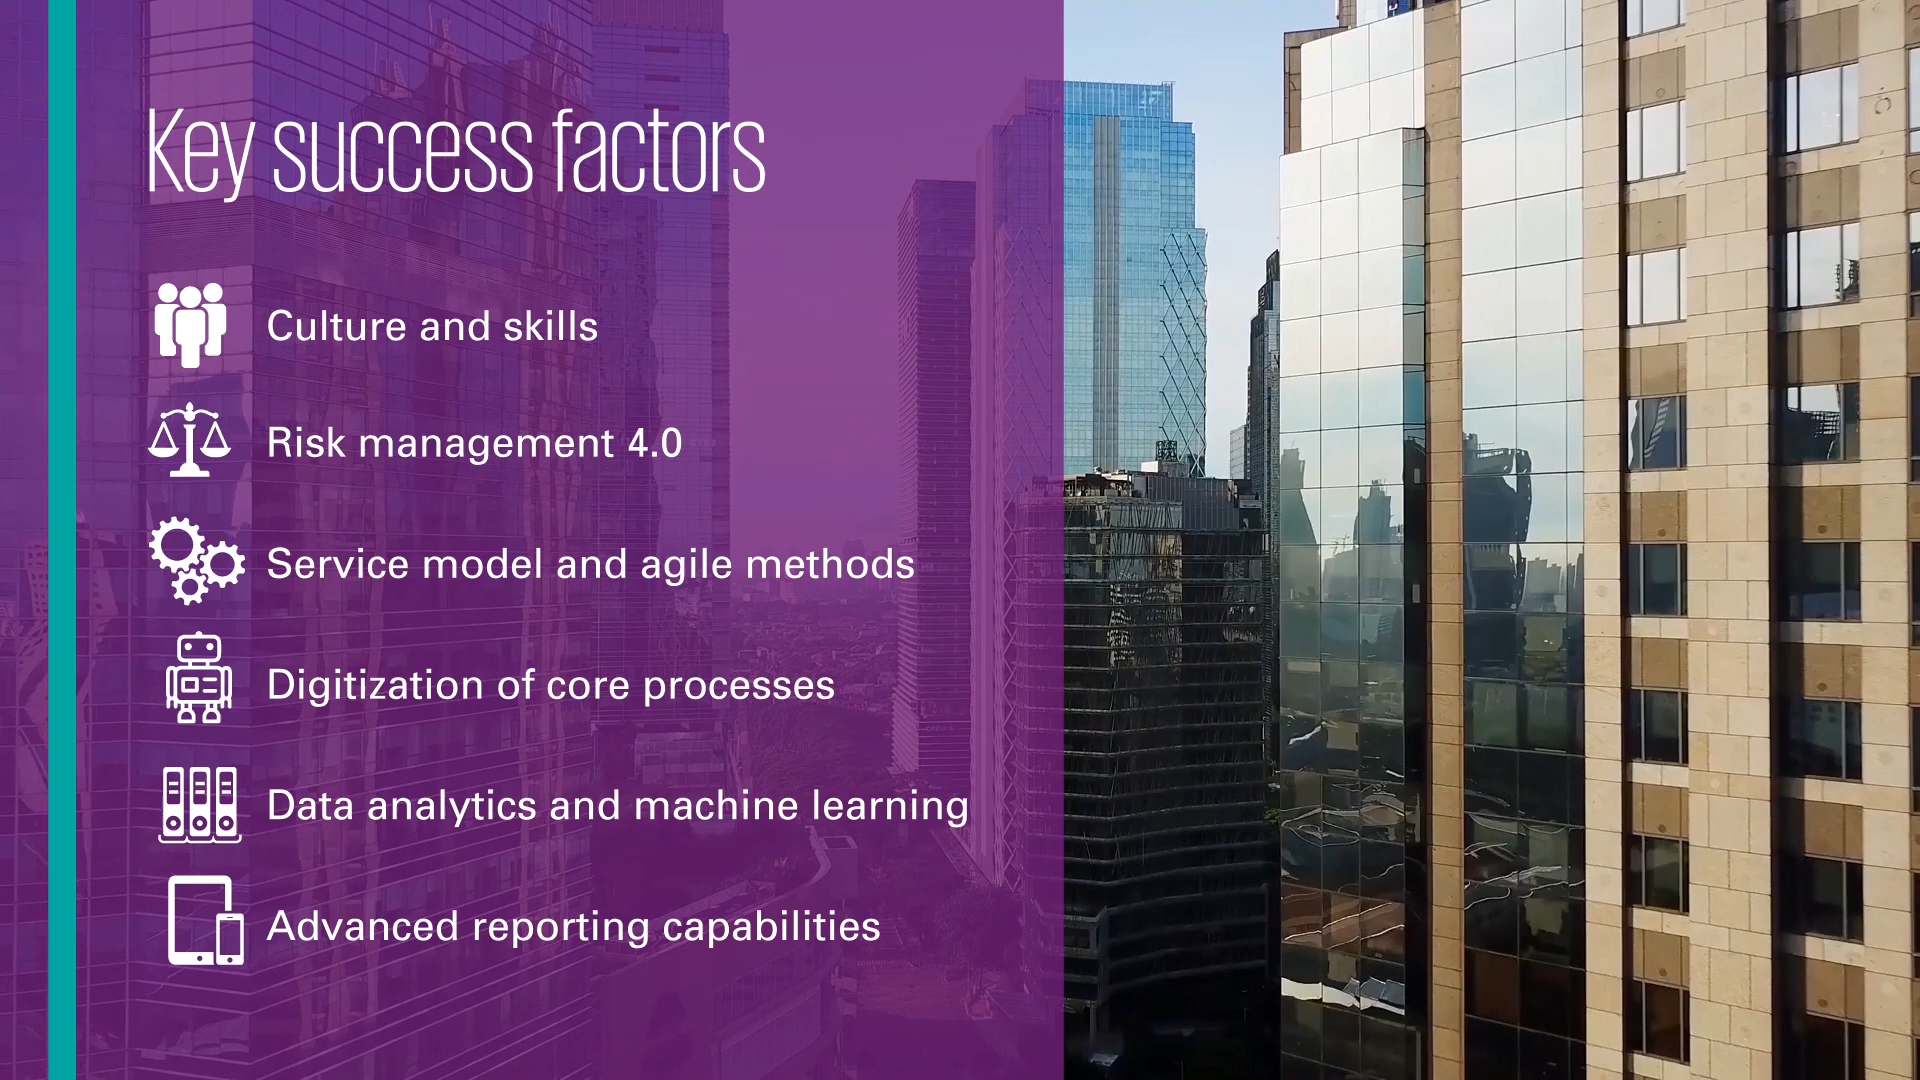 Key success factors
Culture and skills
Risk management 4.0
Service model and agile methods
Digitization of core processes
Data analytics and machine learning
Advanced reporting capabilities